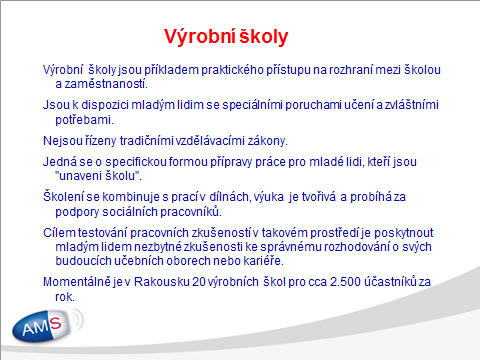 Výrobní školy
Výrobní školy jsou příkladem praktického přístupu na rozhraní mezi školou
a zaměstnaností.
Jsou k dispozici mladým lidim se speciálními poruchami učení a zvláštními
potřebami.
Nejsou řízeny tradičními vzdělávacími zákony.
Jedná se o specifickou formou přípravy práce pro mladé lidi, kteří jsou
"unaveni školu".
Školení se kombinuje s prací v dílnách, výuka je tvořivá a probíhá za
podpory sociálních pracovníků.
Cílem testování pracovních zkušeností v takovém prostředí je poskytnout
mladým lidem nezbytné zkušenosti ke správnému rozhodování o svých
budoucích učebních oborech nebo kariéře.
Momentálně je v Rakousku 20 výrobních škol pro cca 2.500 účastníků za
rok.
AMS